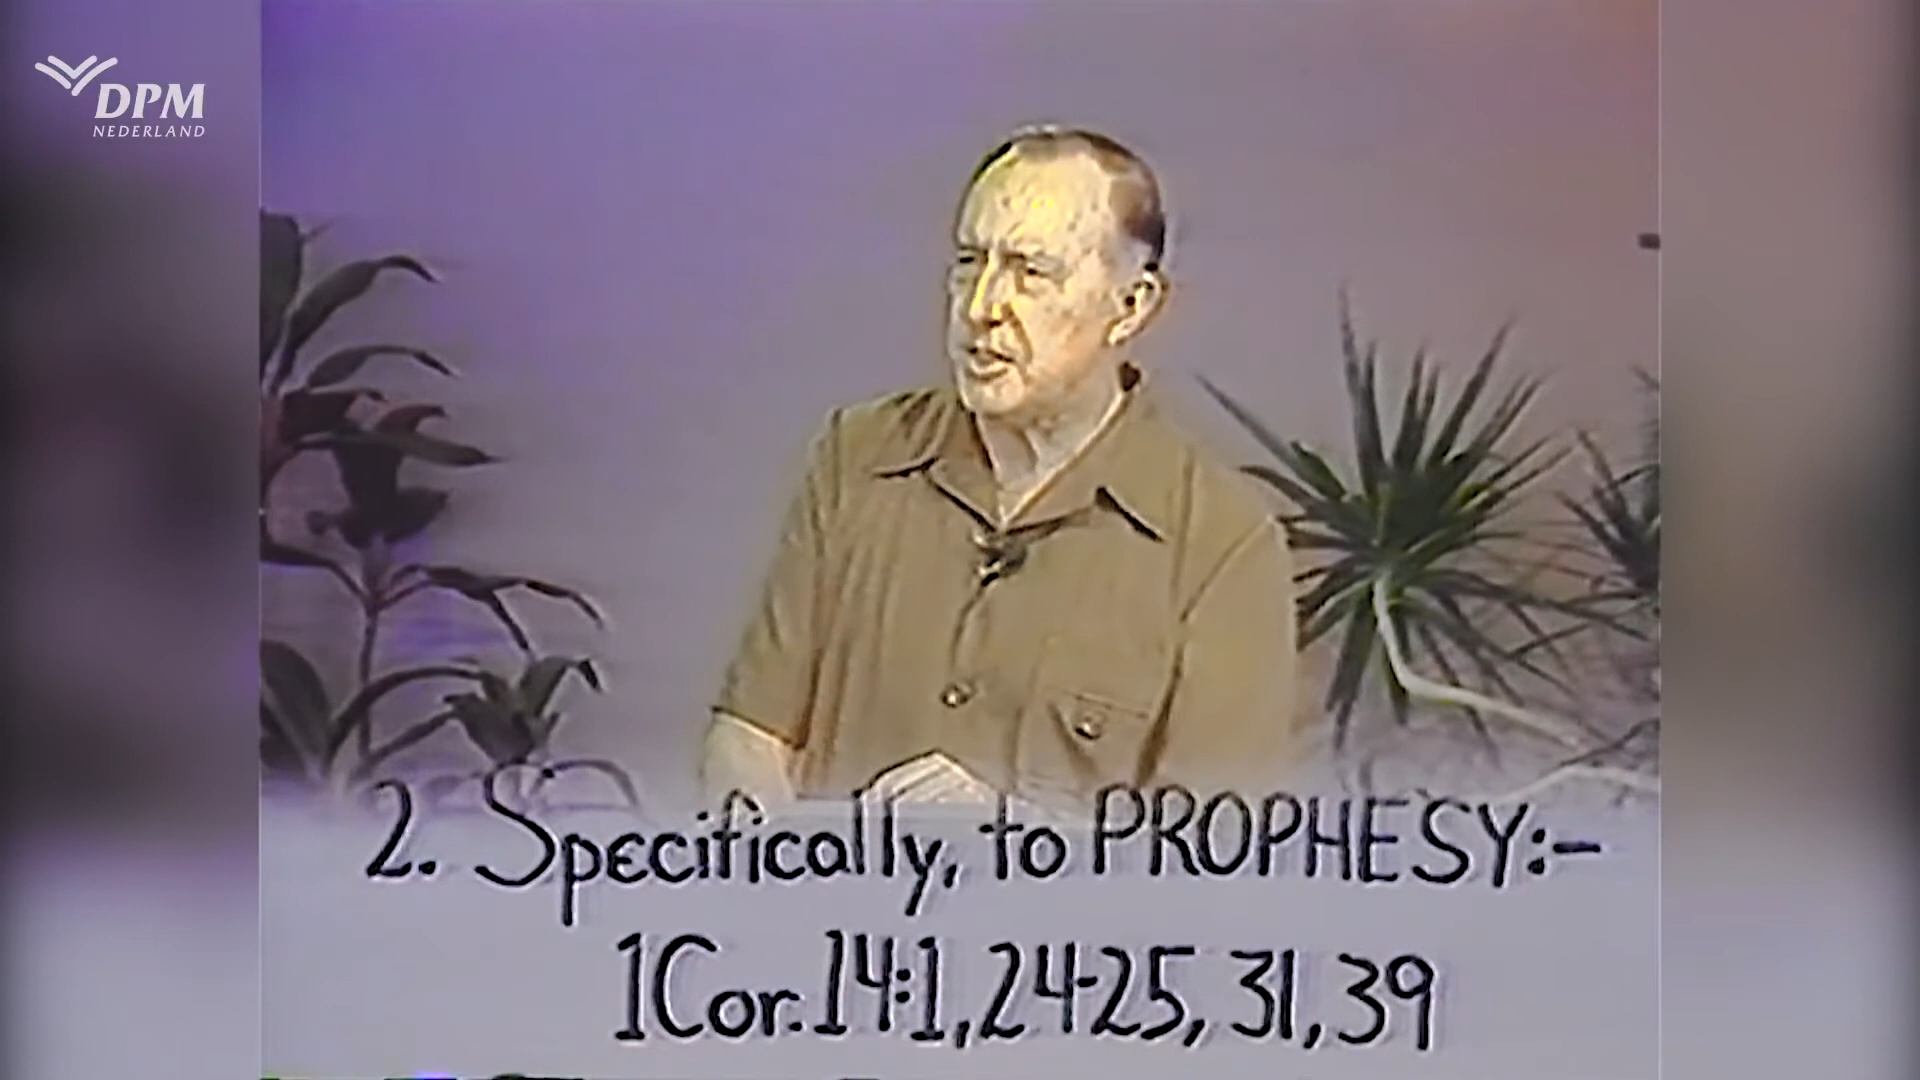 DPM
NEDERLAND
2. Specifically, to PROPHESY:-
1Cor. 14:1, 24-25, 31, 39